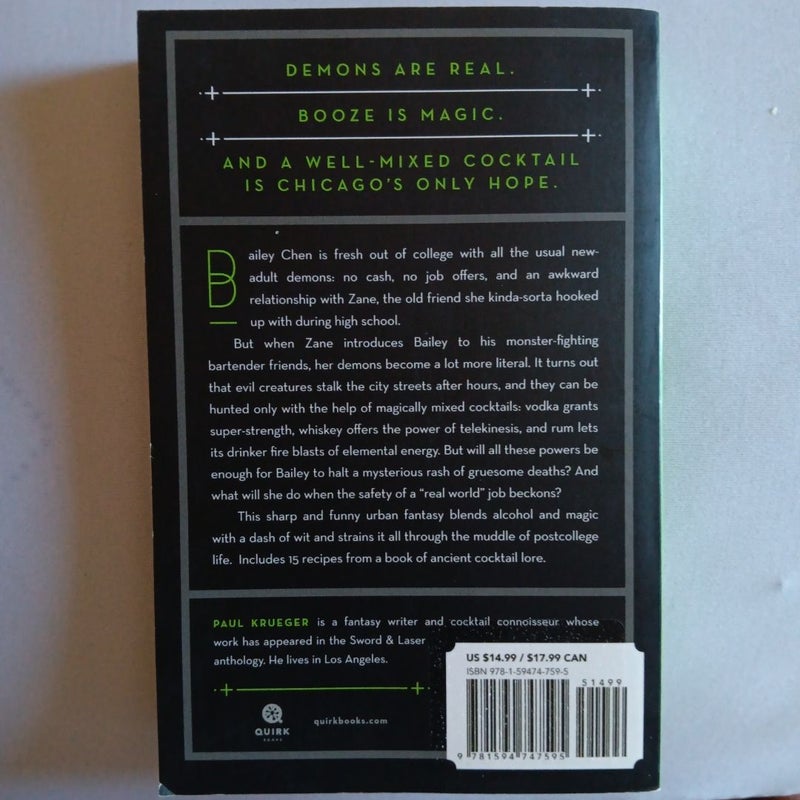 DEMONS ARE REAL.
BOOZE IS MAGIC.
AND A WELL-MIXED COCKTAIL
IS CHICAGO'S ONLY HOPE.
Bailey Chen is fresh out of college with all the usual new-
adult demons: no cash, no job offers, and an awkward
relationship with Zane, the old friend she kinda-sorta hooked
up with during high school.
But when Zane introduces Bailey to his monster-fighting
bartender friends, her demons become a lot more literal. It turns out
that evil creatures stalk the city streets after hours, and they can be
hunted only with the help of magically mixed cocktails: vodka grants
super-strength, whiskey offers the power of telekinesis, and rum lets
its drinker fire blasts of elemental energy. But will all these powers be
enough for Bailey to halt a mysterious rash of gruesome deaths? And
what will she do when the safety of a "real world" job beckons?
This sharp and funny urban fantasy blends alcohol and magic
with a dash of wit and strains it all through the muddle of postcollege
life. Includes 15 recipes from a book of ancient cocktail lore.
PAUL KRUEGER is a fantasy writer and cocktail connoisseur whose
work has appeared in the Sword & Laser
anthology. He lives in Los Angeles.
US $14.99 / $17.99 CAN
ISBN 978-1-59474-759-5
51499
QUIRK
BOOKS
quirkbooks.com
9 781594 747595